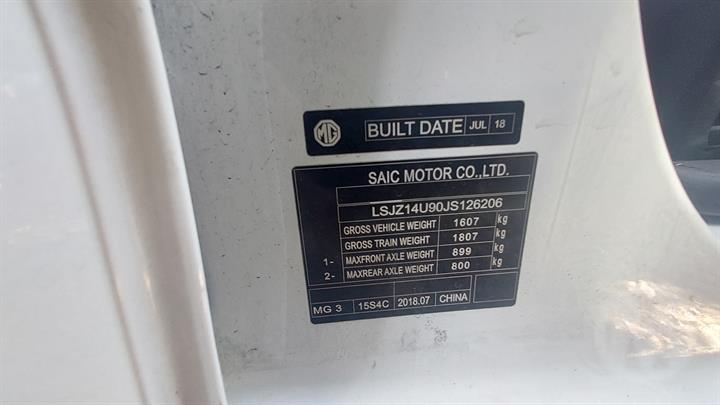 MG BUILT DATE JUL 18
SAIC MOTOR CO.,LTD.
LSJZ14U90JS126206
GROSS VEHICLE WEIGHT 1607 kg
GROSS TRAIN WEIGHT 1807 kg
1- MAXFRONT AXLE WEIGHT 899 kg
2- MAXREAR AXLE WEIGHT 800 kg
MG 3 15S4C 2018.07 CHINA